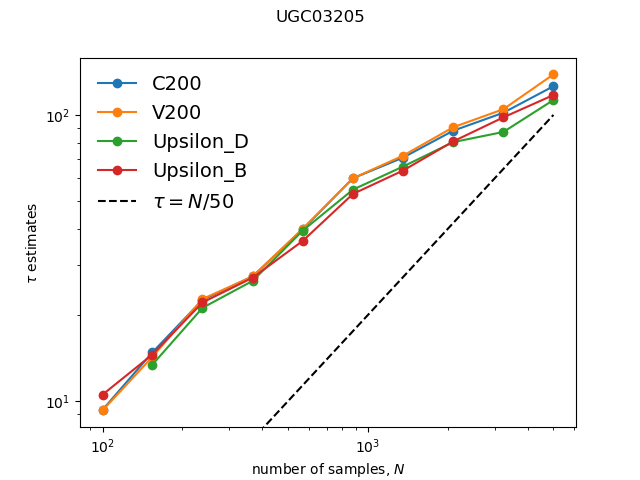 UGC03205
C200
V200
Upsilon_D
Upsilon_B
τ = N/50
10²
10¹
τ estimates
10²
10³
number of samples, N